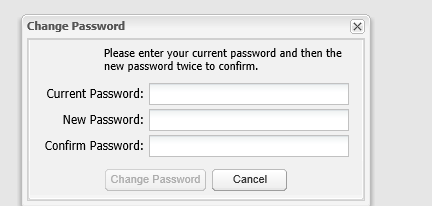 Change Password
Please enter your current password and then the
new password twice to confirm.
Current Password:
New Password:
Confirm Password:
Change Password Cancel